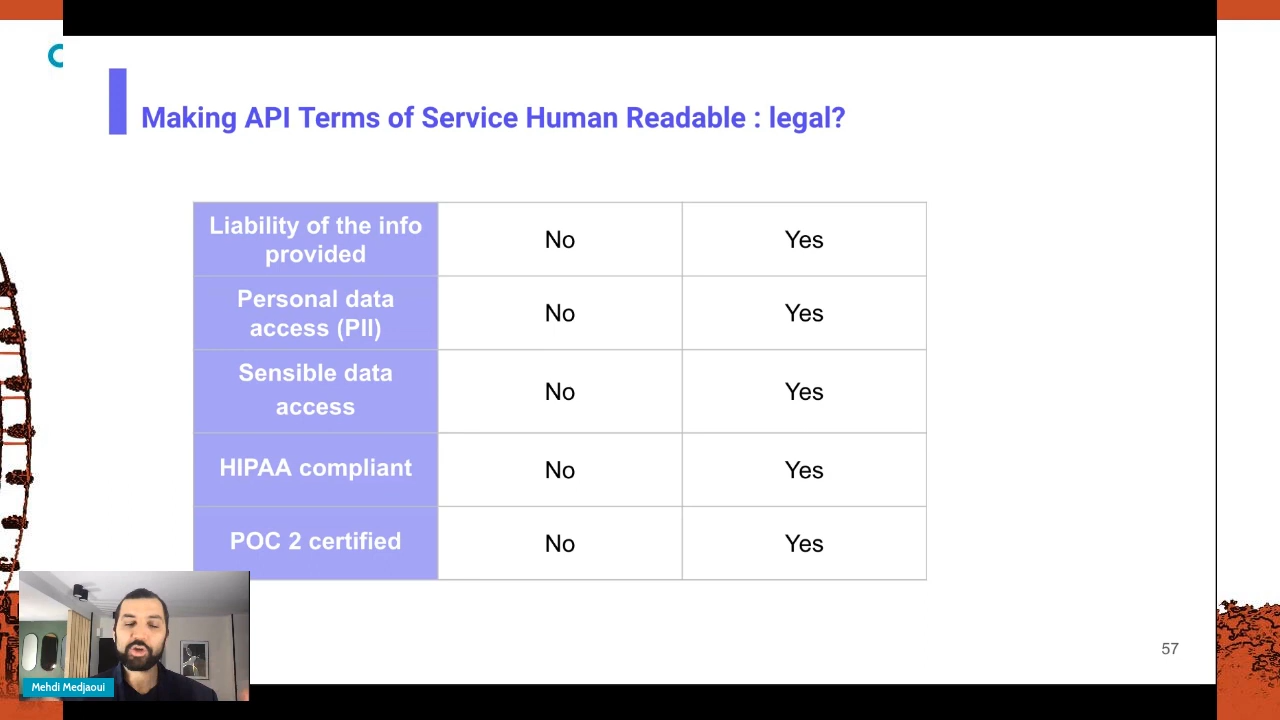 Making API Terms of Service Human Readable : legal?
Liability of the info
provided
No
Yes
Personal data
access (PII)
No
Yes
Sensible data
access
No
Yes
HIPAA compliant
No
Yes
POC 2 certified
No
Yes
57
Mehdi Medjaoui